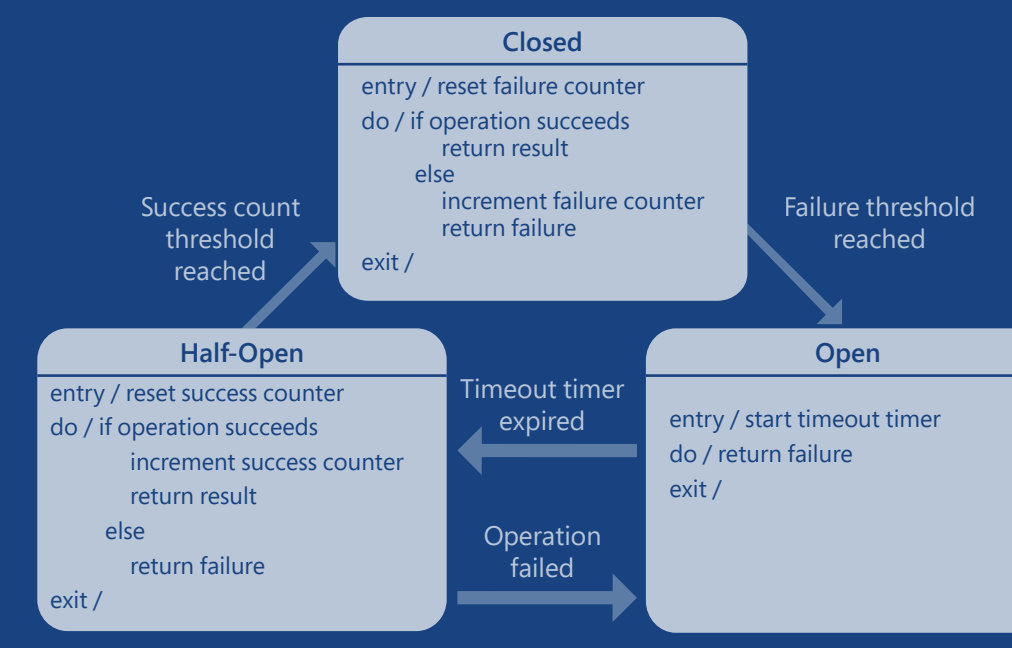 Closed
entry / reset failure counter
do / if operation succeeds
return result
else
increment failure counter
return failure
exit /
Success count
threshold
reached
Failure threshold
reached
Half-Open
entry / reset success counter
do / if operation succeeds
increment success counter
return result
else
return failure
exit /
Timeout timer
expired
Operation
failed
Open
entry / start timeout timer
do / return failure
exit /